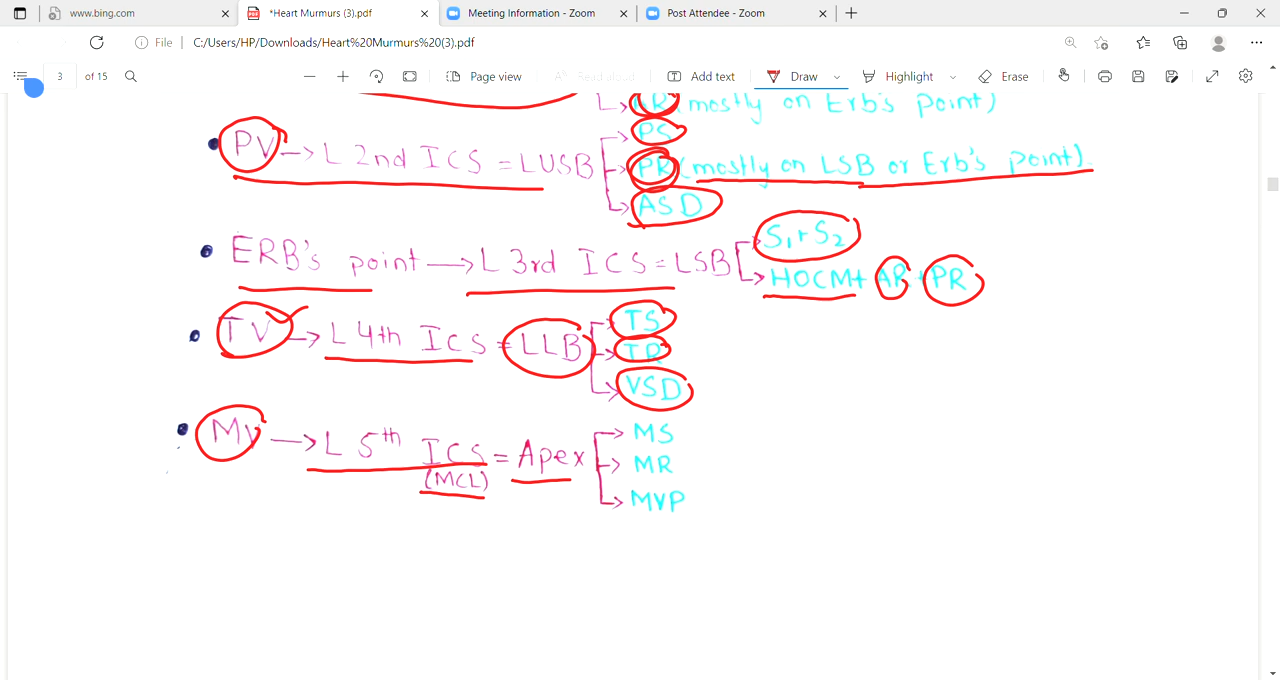 www.bing.com
*Heart Murmurs (3).pdf
Meeting Information - Zoom
Post Attendee - Zoom
File | C:/Users/HP/Downloads/Heart%20Murmurs%20(3).pdf
3 of 15
Page view
Read aloud
Add text
Draw
Highlight
Erase
(mostly on Erb's point)
PS
• PV → L 2nd ICS = LUSB
PR (mostly on LSB or Erb's point).
ASD
• ERB's point → L 3rd ICS = LSB
S1 + S2
HOCM + AR + PR
TS
• TV → L 4th ICS = LLB
TR
VSD
• MV → L 5th ICS = Apex
(MCL)
MS
MR
MVP